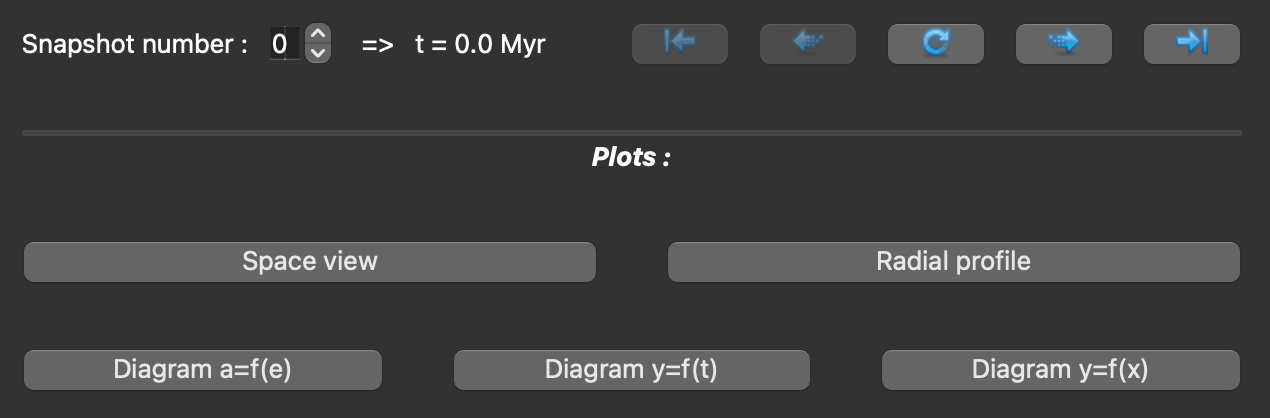 Snapshot number : 0 => t = 0.0 Myr
Plots :
Space view Radial profile
Diagram a=f(e) Diagram y=f(t) Diagram y=f(x)